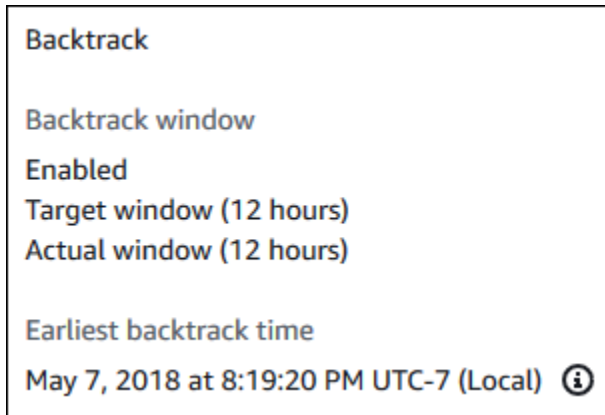 Backtrack
Backtrack window
Enabled
Target window (12 hours)
Actual window (12 hours)
Earliest backtrack time
May 7, 2018 at 8:19:20 PM UTC-7 (Local)